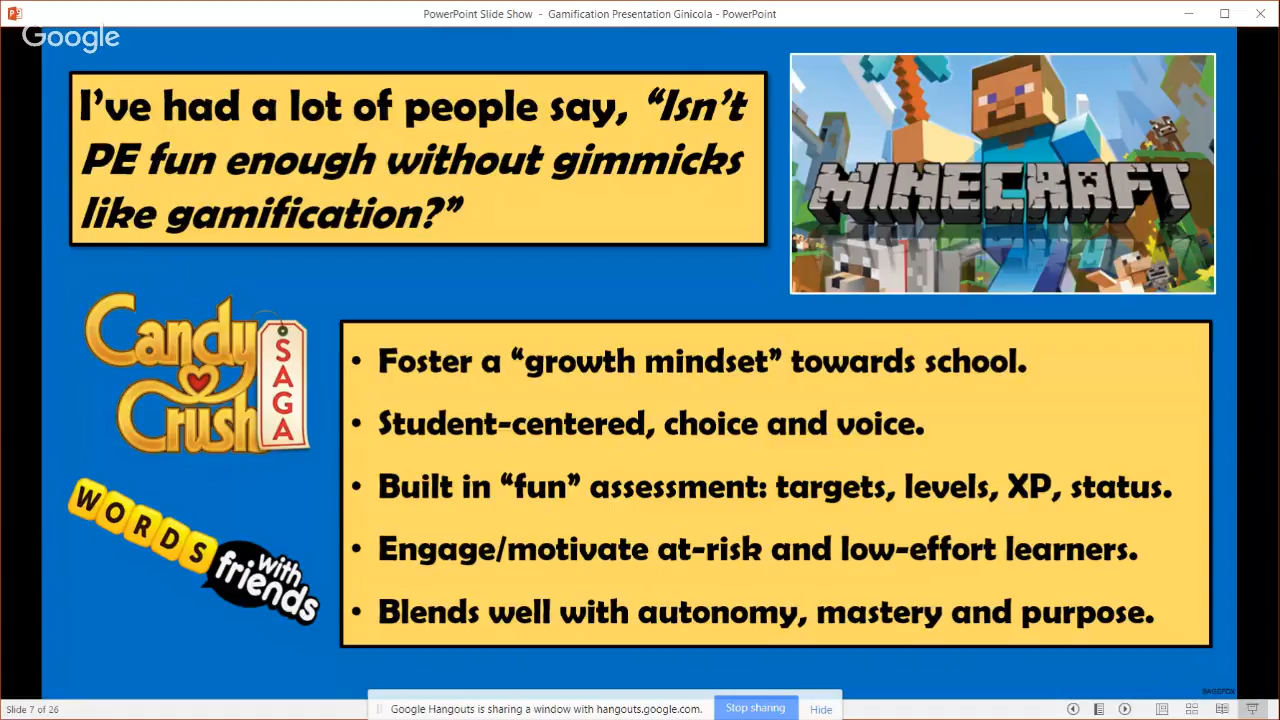 PowerPoint Slide Show - Gamification Presentation Ginicola - PowerPoint
Google
I've had a lot of people say, “Isn't
PE fun enough without gimmicks
like gamification?”
MINECRAFT
Candy
Crush
SAGA
WORDS
with
friends
• Foster a “growth mindset” towards school.
• Student-centered, choice and voice.
• Built in “fun” assessment: targets, levels, XP, status.
• Engage/motivate at-risk and low-effort learners.
• Blends well with autonomy, mastery and purpose.
SAGEFOX
Slide 7 of 26
Google Hangouts is sharing a window with hangouts.google.com.
Stop sharing
Hide